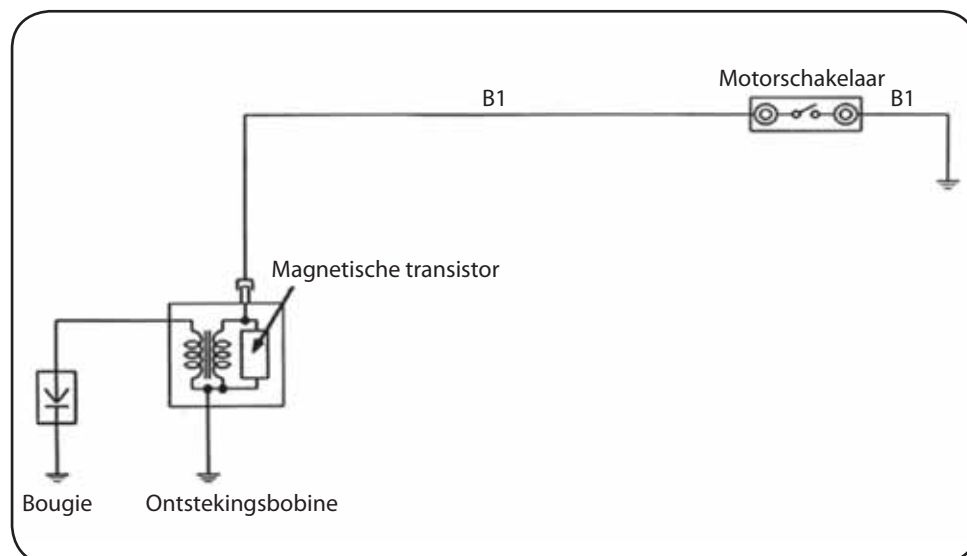 Motorschakelaar
B1
B1
Magnetische transistor
Bougie
Ontstekingsbobine